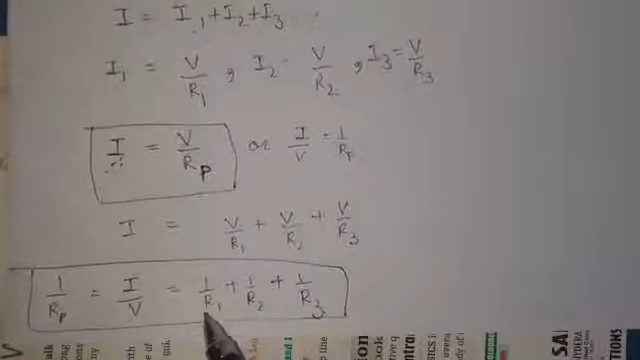 I = I₁+I₂+I₃
I₁ = V/R₁ , I₂ = V/R₂ , I₃ = V/R₃
I = V/Rₚ or I/V = 1/Rₚ
I = V/R₁ + V/R₂ + V/R₃
1/Rₚ = I/V = 1/R₁ + 1/R₂ + 1/R₃